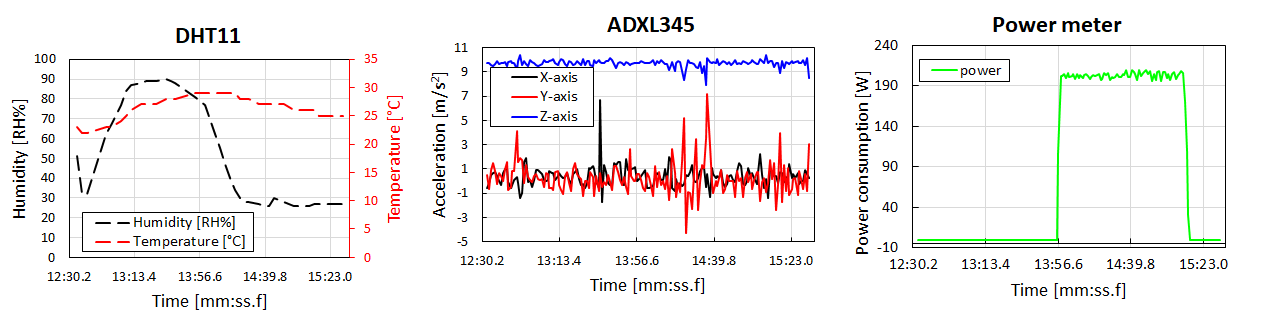 DHT11
Humidity [RH%]
100
90
80
70
60
50
40
30
20
10
0
35
30
25
20
15
10
5
0
Temperature [°C]
Humidity [RH%]
Temperature [°C]
12:30.2 13:13.4 13:56.6 14:39.8 15:23.0
Time [mm:ss.f]
ADXL345
Acceleration [m/s²]
11
9
7
5
3
1
-1
-3
-5
X-axis
Y-axis
Z-axis
12:30.2 13:13.4 13:56.6 14:39.8 15:23.0
Time [mm:ss.f]
Power meter
Power consumption [W]
240
190
140
90
40
-10
power
12:30.2 13:13.4 13:56.6 14:39.8 15:23.0
Time [mm:ss.f]